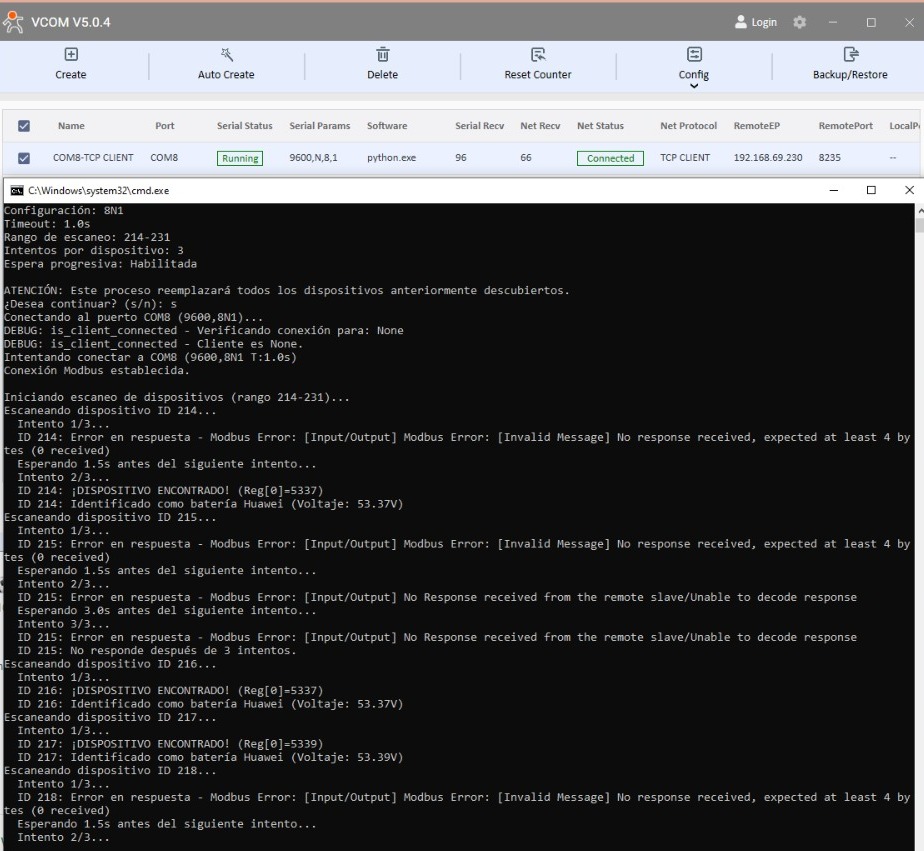 VCOM V5.0.4
Login
Create
Auto Create
Delete
Reset Counter
Config
Backup/Restore
Name Port Serial Status Serial Params Software Serial Recv Net Recv Net Status Net Protocol RemoteEP RemotePort LocalP
COM8-TCP CLIENT COM8 Running 9600,N,8,1 python.exe 96 66 Connected TCP CLIENT 192.168.69.230 8235 --
C:\Windows\system32\cmd.exe
Configuración: 8N1
Timeout: 1.0s
Rango de escaneo: 214-231
Intentos por dispositivo: 3
Espera progresiva: Habilitada
ATENCIÓN: Este proceso reemplazará todos los dispositivos anteriormente descubiertos.
¿Desea continuar? (s/n): s
Conectando al puerto COM8 (9600,8N1)...
DEBUG: is_client_connected - Verificando conexión para: None
DEBUG: is_client_connected - Cliente es None.
Intentando conectar a COM8 (9600,8N1 T:1.0s)
Conexión Modbus establecida.
Iniciando escaneo de dispositivos (rango 214-231)...
Escaneando dispositivo ID 214...
Intento 1/3...
ID 214: Error en respuesta - Modbus Error: [Input/Output] Modbus Error: [Invalid Message] No response received, expected at least 4 by
tes (0 received)
Esperando 1.5s antes del siguiente intento...
Intento 2/3...
ID 214: ¡DISPOSITIVO ENCONTRADO! (Reg[0]=5337)
ID 214: Identificado como batería Huawei (Voltaje: 53.37V)
Escaneando dispositivo ID 215...
Intento 1/3...
ID 215: Error en respuesta - Modbus Error: [Input/Output] Modbus Error: [Invalid Message] No response received, expected at least 4 by
tes (0 received)
Esperando 1.5s antes del siguiente intento...
Intento 2/3...
ID 215: Error en respuesta - Modbus Error: [Input/Output] No Response received from the remote slave/Unable to decode response
Esperando 3.0s antes del siguiente intento...
Intento 3/3...
ID 215: Error en respuesta - Modbus Error: [Input/Output] No Response received from the remote slave/Unable to decode response
ID 215: No responde después de 3 intentos.
Escaneando dispositivo ID 216...
Intento 1/3...
ID 216: ¡DISPOSITIVO ENCONTRADO! (Reg[0]=5337)
ID 216: Identificado como batería Huawei (Voltaje: 53.37V)
Escaneando dispositivo ID 217...
Intento 1/3...
ID 217: ¡DISPOSITIVO ENCONTRADO! (Reg[0]=5339)
ID 217: Identificado como batería Huawei (Voltaje: 53.39V)
Escaneando dispositivo ID 218...
Intento 1/3...
ID 218: Error en respuesta - Modbus Error: [Input/Output] Modbus Error: [Invalid Message] No response received, expected at least 4 by
tes (0 received)
Esperando 1.5s antes del siguiente intento...
Intento 2/3...